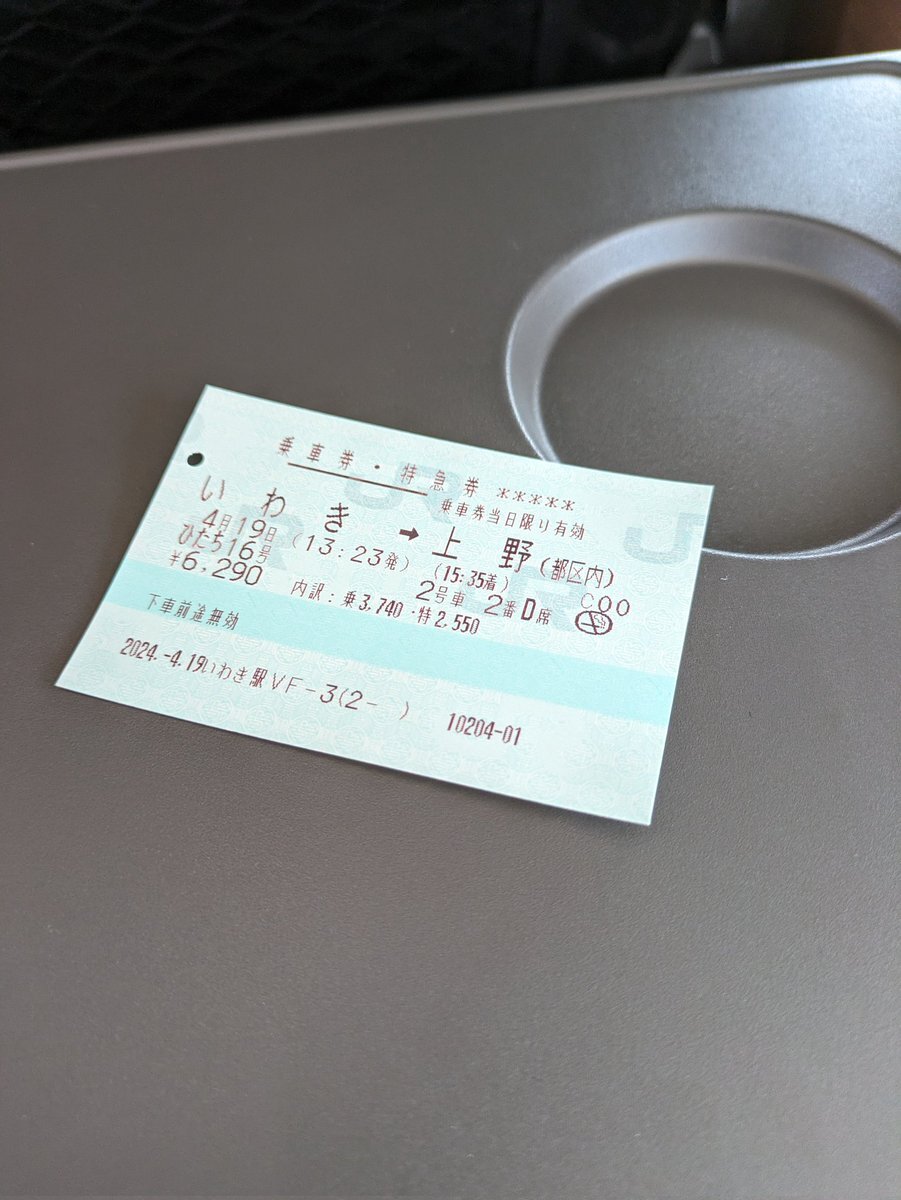 乗車券・特急券 *****
乗車券当日限り有効
いわき → 上野(都区内)
4月19日 (13:23発) (15:35着) C00
ひたち16号 2号車 2番D席
¥6,290 内訳:乗3,740・特2,550
下車前途無効
2024.-4.19いわき駅VF-3(2- ) 10204-01